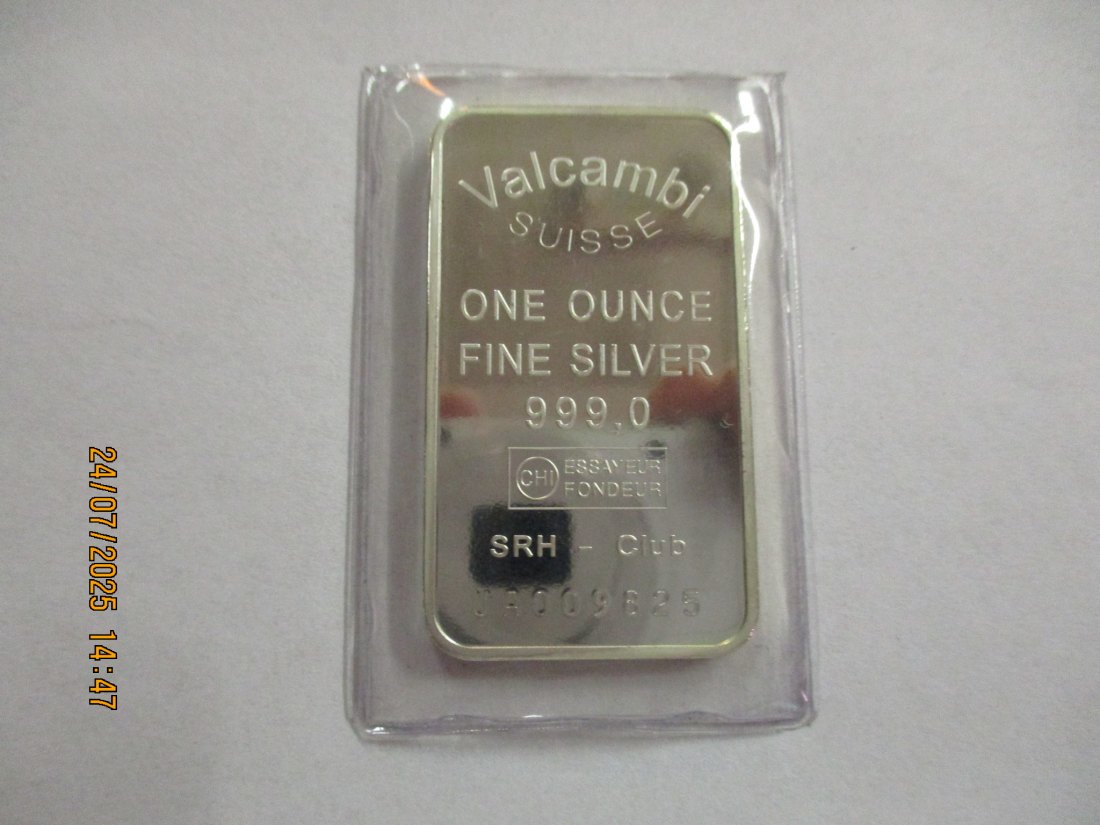 Valcambi
SUISSE
ONE OUNCE
FINE SILVER
999,0
CHI ESSAYEUR
FONDEUR
SRH - Club
24/07/2025 14:47